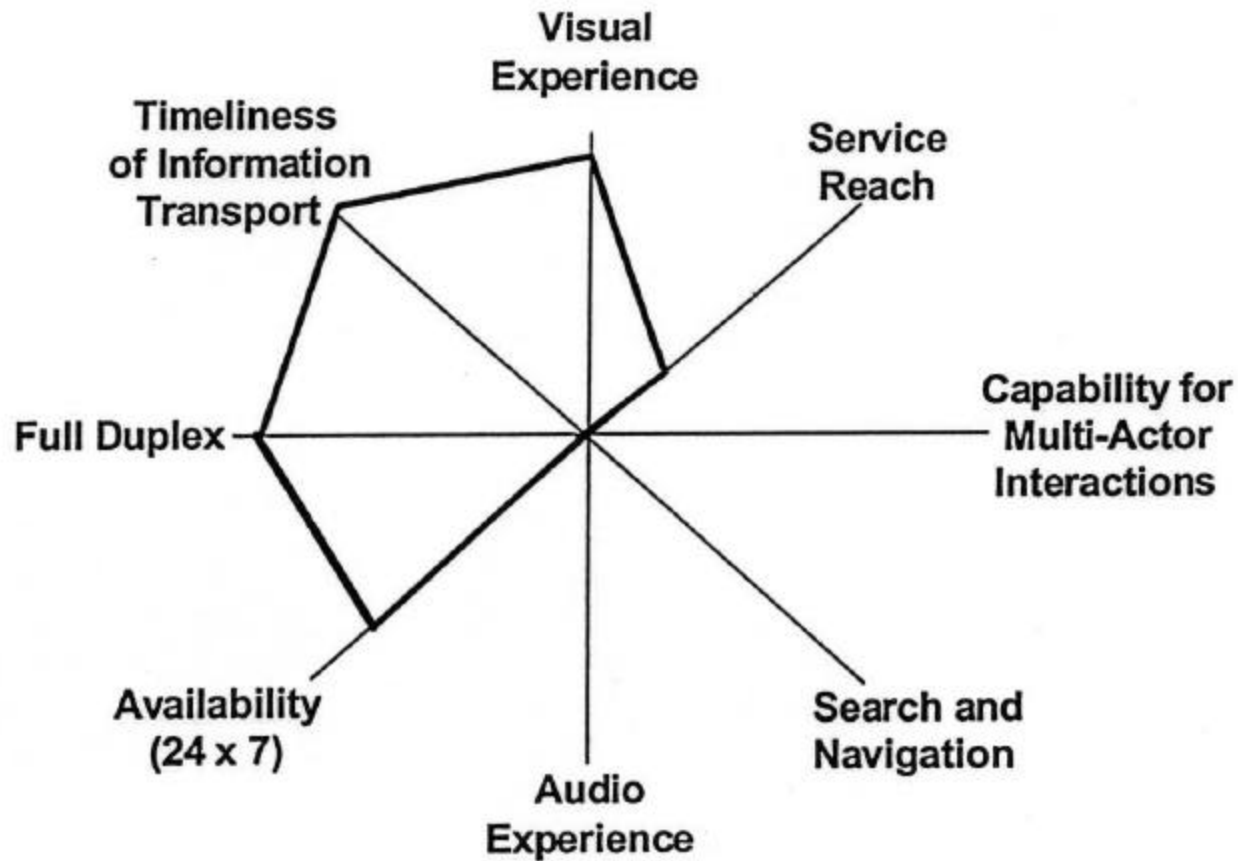 Visual
Experience
Timeliness
of Information
Transport
Service
Reach
Full Duplex
Capability for
Multi-Actor
Interactions
Availability
(24 x 7)
Search and
Navigation
Audio
Experience